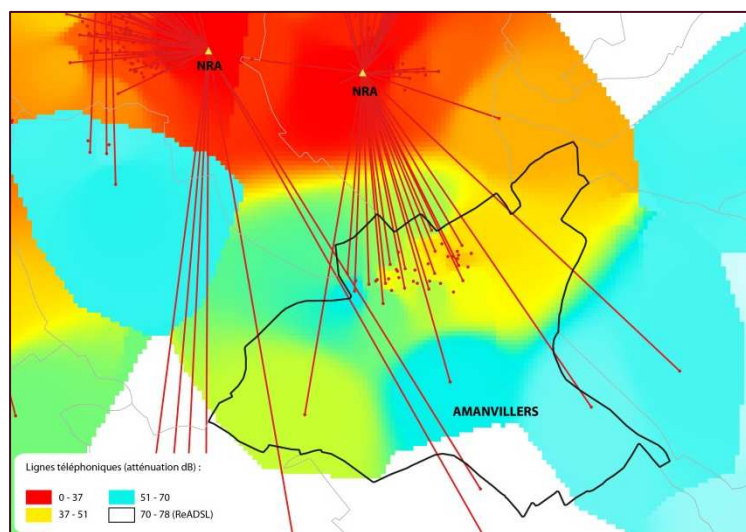 NRA
NRA
AMANVILLERS
Lignes téléphoniques (atténuation dB) :
0 - 37
37 - 51
51 - 70
70 - 78 (ReADSL)